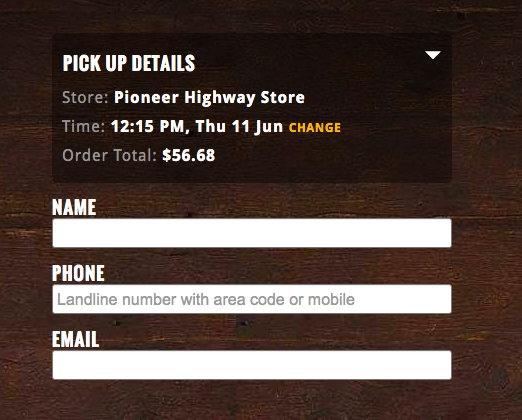 PICK UP DETAILS
Store: Pioneer Highway Store
Time: 12:15 PM, Thu 11 Jun CHANGE
Order Total: $56.68
NAME
PHONE
Landline number with area code or mobile
EMAIL